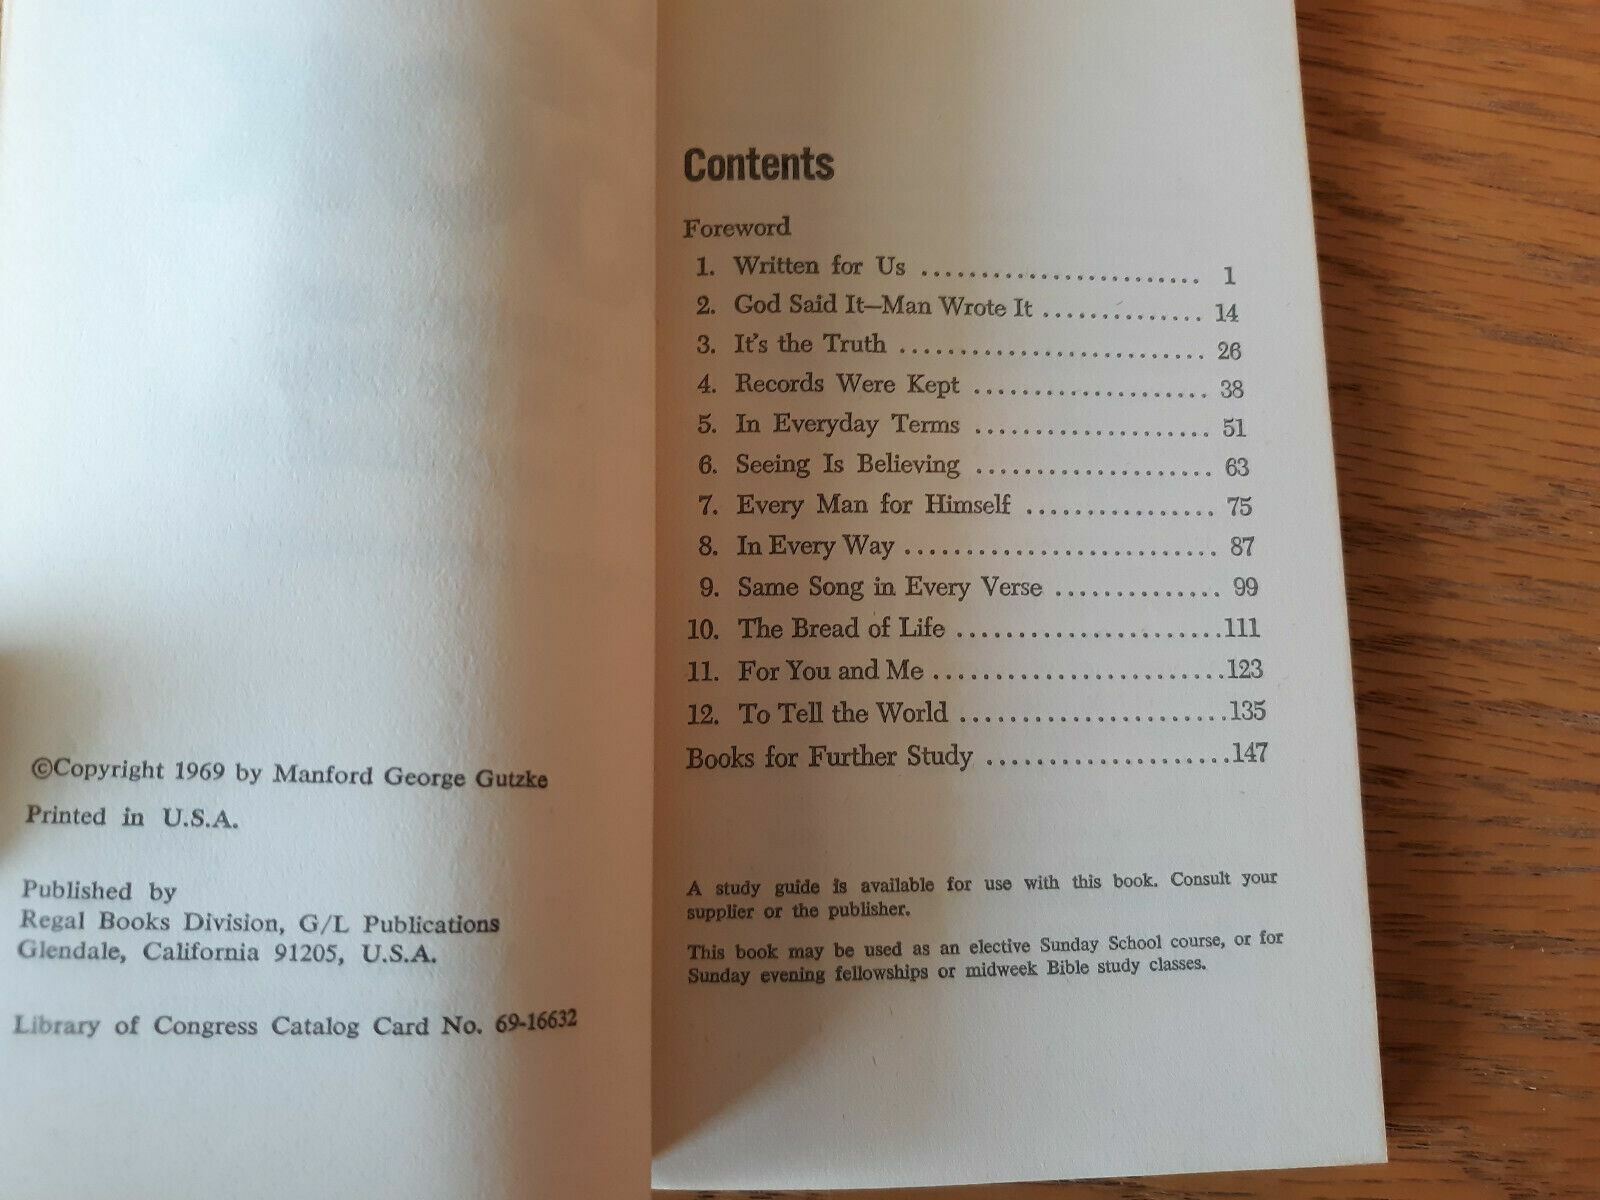 ©Copyright 1969 by Manford George Gutzke
Printed in U.S.A.
Published by
Regal Books Division, G/L Publications
Glendale, California 91205, U.S.A.
Library of Congress Catalog Card No. 69-16632
Contents
Foreword
1. Written for Us ........................ 1
2. God Said It—Man Wrote It .............. 14
3. It's the Truth .......................... 26
4. Records Were Kept .................... 38
5. In Everyday Terms .................... 51
6. Seeing Is Believing .................... 63
7. Every Man for Himself ................ 75
8. In Every Way .......................... 87
9. Same Song in Every Verse .............. 99
10. The Bread of Life ......................111
11. For You and Me ........................123
12. To Tell the World ......................135
Books for Further Study ....................147
A study guide is available for use with this book. Consult your
supplier or the publisher.
This book may be used as an elective Sunday School course, or for
Sunday evening fellowships or midweek Bible study classes.